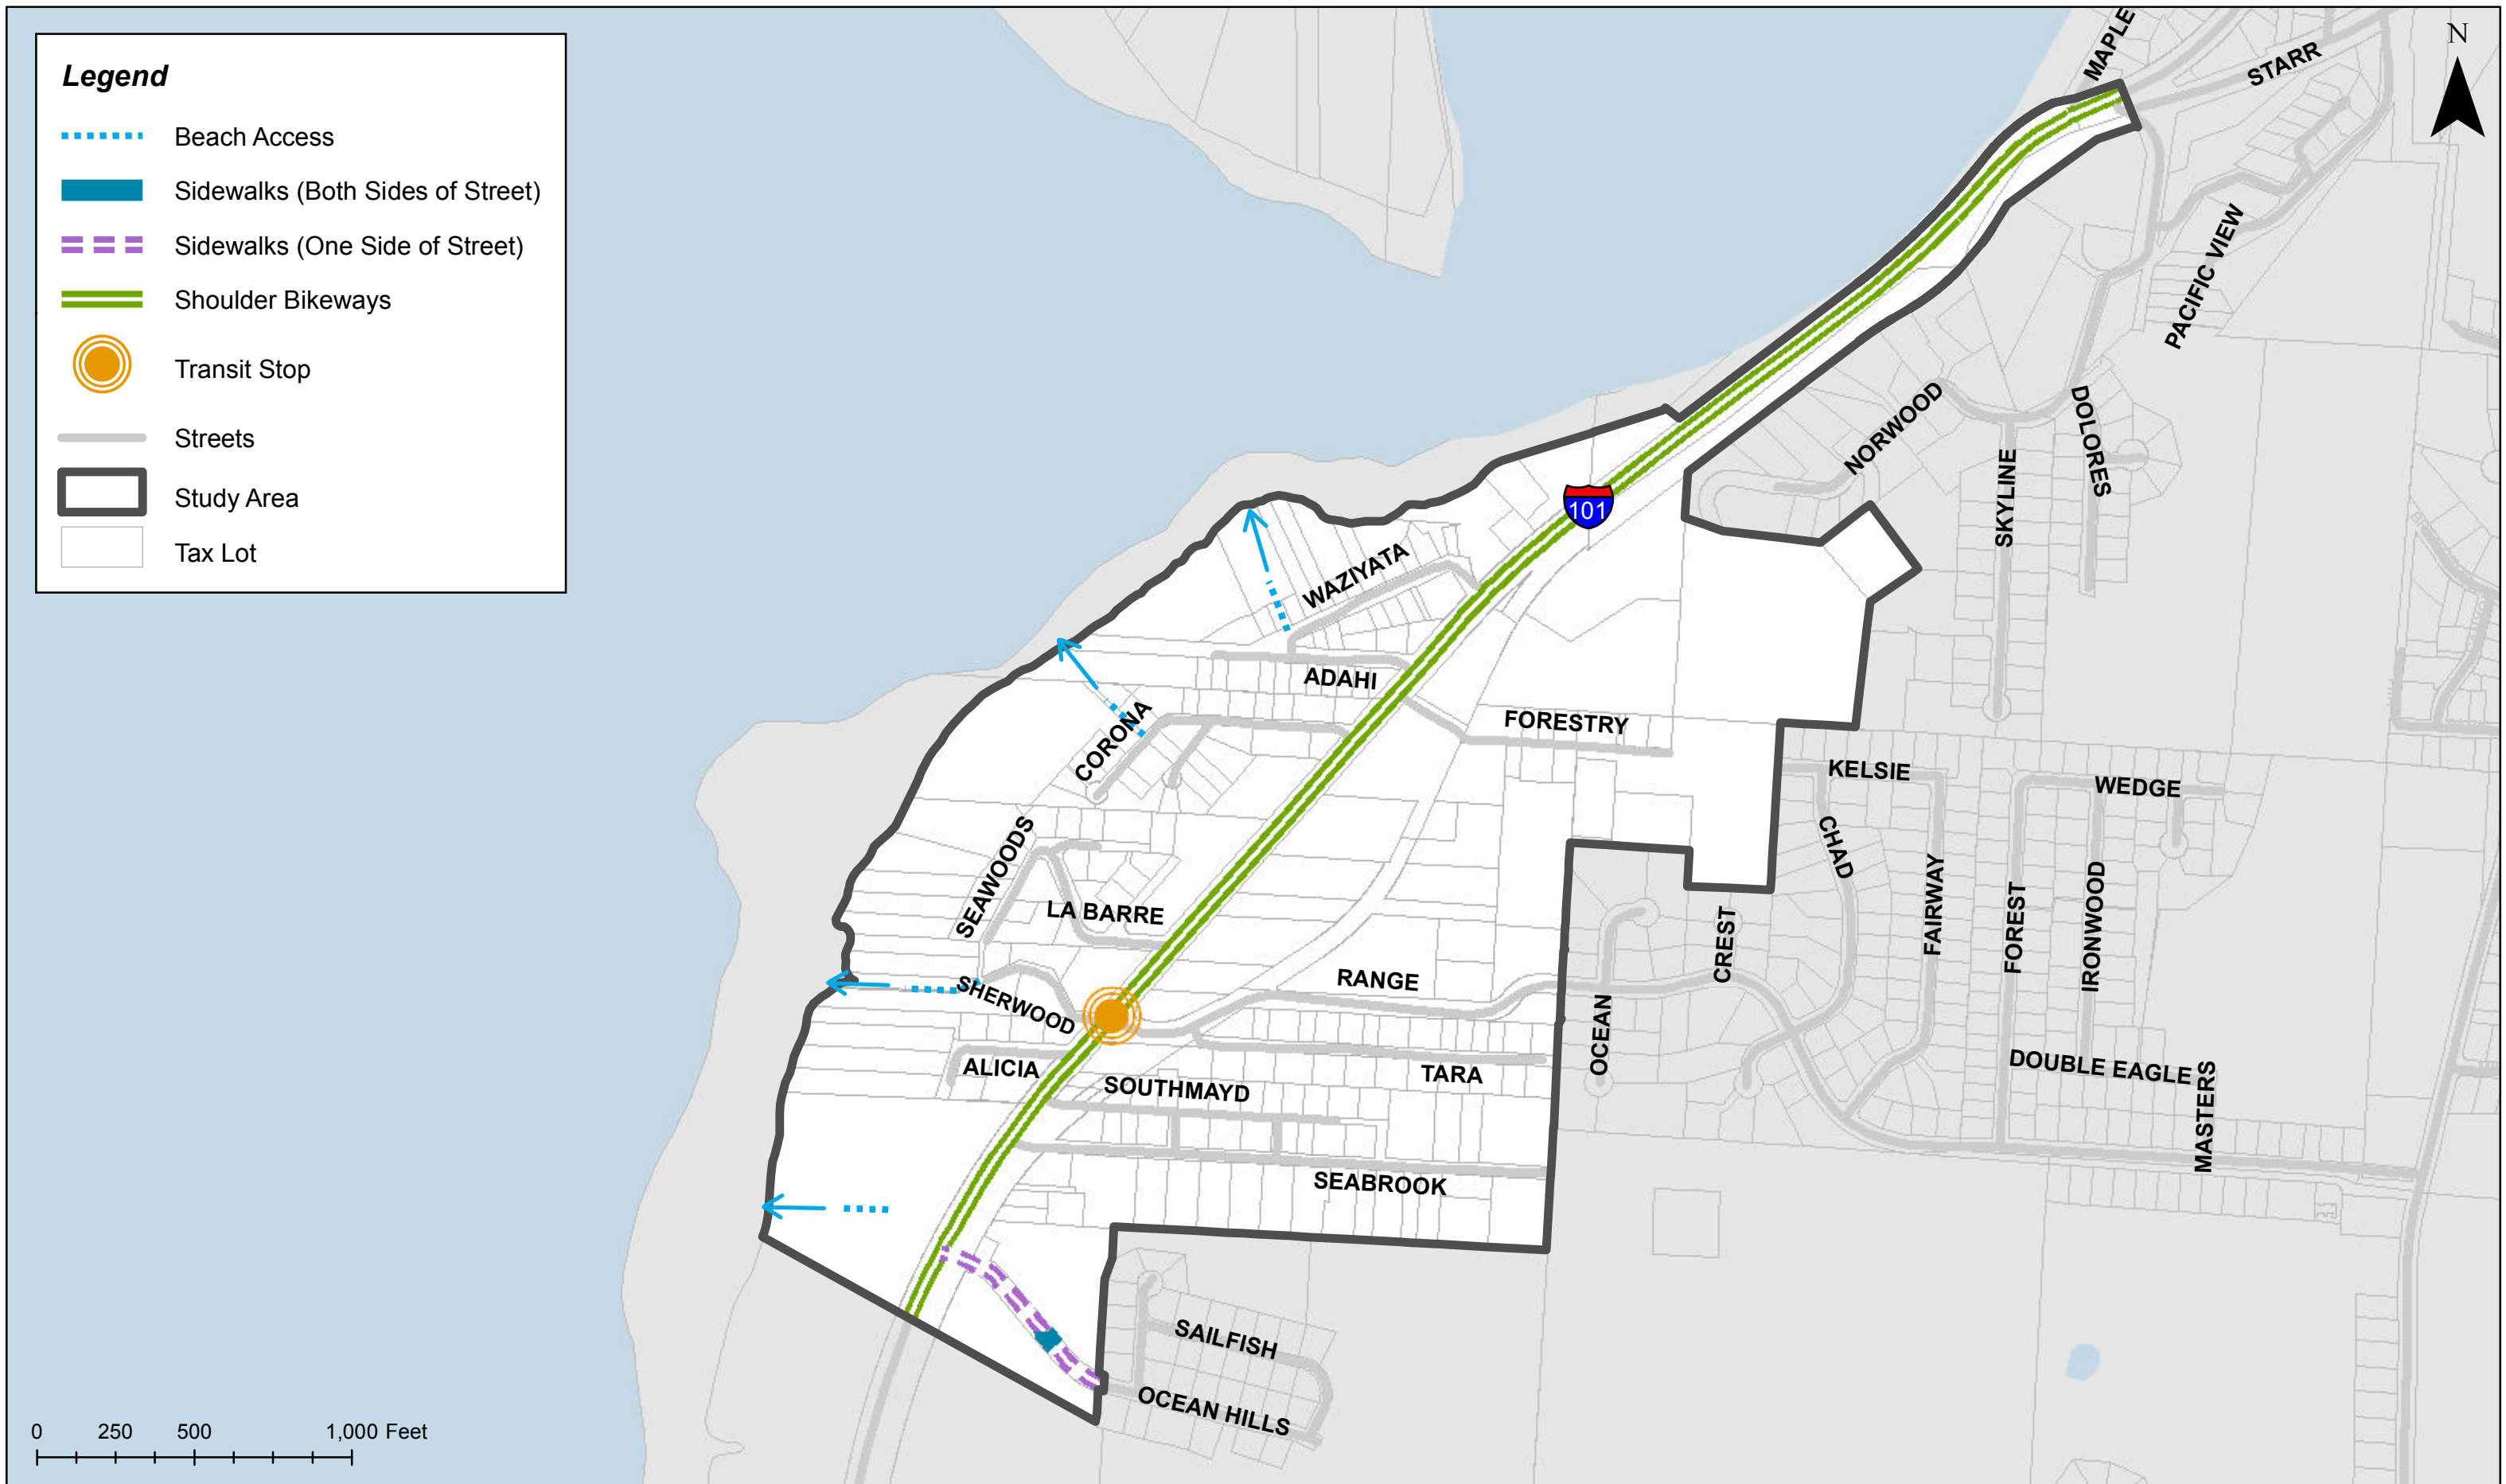 Legend
Beach Access
Sidewalks (Both Sides of Street)
Sidewalks (One Side of Street)
Shoulder Bikeways
Transit Stop
Streets
Study Area
Tax Lot
N
MAPLE
STARR
PACIFIC VIEW
NORWOOD
DOLORES
SKYLINE
101
WAZIYATA
ADAHI
CORONA
FORESTRY
KELSIE
WEDGE
CHAD
SEAWOODS
LA BARRE
FAIRWAY
FOREST
IRONWOOD
CREST
RANGE
SHERWOOD
OCEAN
ALICIA
TARA
SOUTHMAYD
DOUBLE EAGLE
MASTERS
SEABROOK
SAILFISH
OCEAN HILLS
0 250 500 1,000 Feet